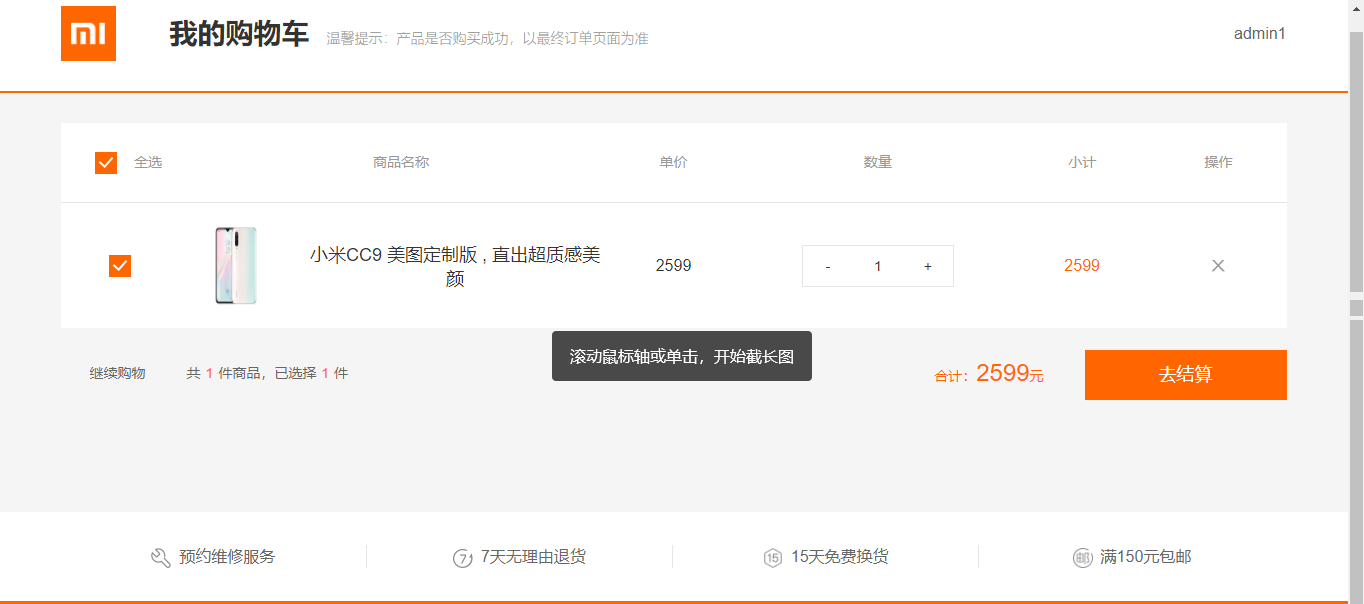 mi
我的购物车 温馨提示：产品是否购买成功，以最终订单页面为准 admin1
全选 商品名称 单价 数量 小计 操作
小米CC9 美图定制版 , 直出超质感美
颜
2599 - 1 + 2599
滚动鼠标轴或单击，开始截长图
继续购物 共 1 件商品，已选择 1 件 合计：2599元 去结算
预约维修服务 7 7天无理由退货 15 15天免费换货 邮 满150元包邮